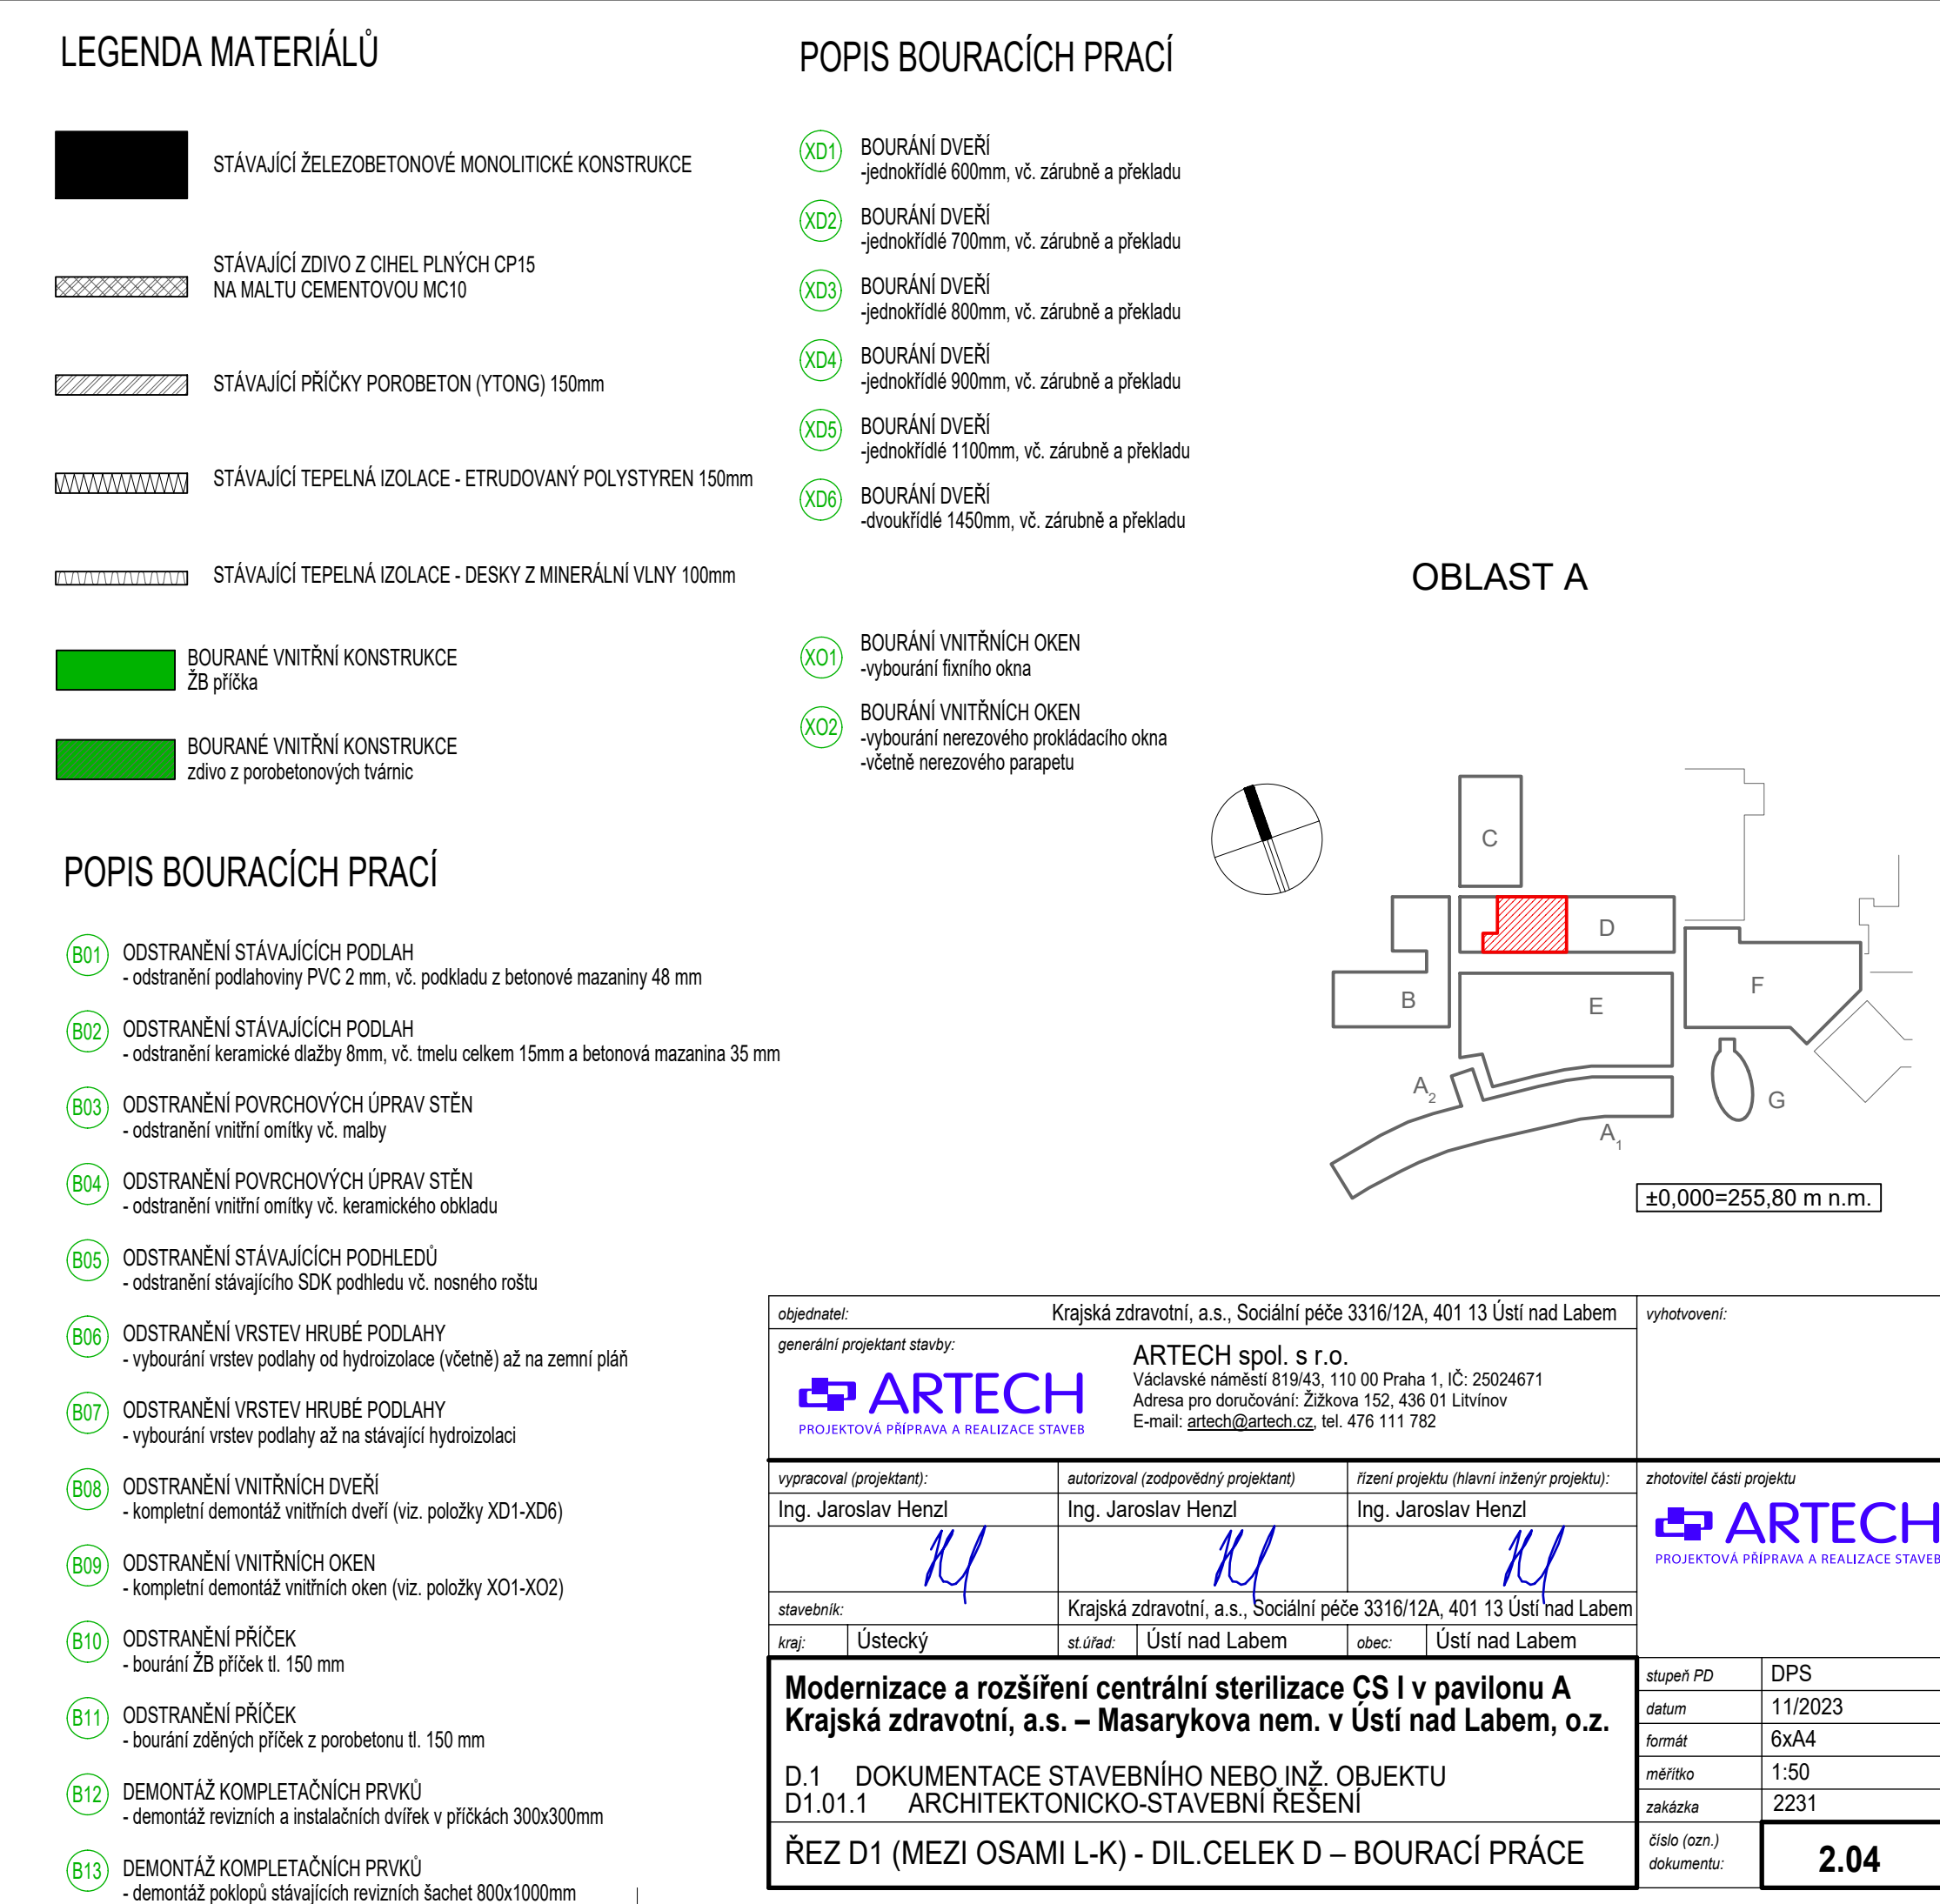 LEGENDA MATERIÁLŮ
STÁVAJÍCÍ ŽELEZOBETONOVÉ MONOLITICKÉ KONSTRUKCE
STÁVAJÍCÍ ZDIVO Z CIHEL PLNÝCH CP15
NA MALTU CEMENTOVOU MC10
STÁVAJÍCÍ PŘÍČKY POROBETON (YTONG) 150mm
STÁVAJÍCÍ TEPELNÁ IZOLACE - ETRUDOVANÝ POLYSTYREN 150mm
STÁVAJÍCÍ TEPELNÁ IZOLACE - DESKY Z MINERÁLNÍ VLNY 100mm
BOURANÉ VNITŘNÍ KONSTRUKCE
ŽB příčka
BOURANÉ VNITŘNÍ KONSTRUKCE
zdivo z porobetonových tvárnic
POPIS BOURACÍCH PRACÍ
B01 ODSTRANĚNÍ STÁVAJÍCÍCH PODLAH
- odstranění podlahoviny PVC 2 mm, vč. podkladu z betonové mazaniny 48 mm
B02 ODSTRANĚNÍ STÁVAJÍCÍCH PODLAH
- odstranění keramické dlažby 8mm, vč. tmelu celkem 15mm a betonová mazanina 35 mm
B03 ODSTRANĚNÍ POVRCHOVÝCH ÚPRAV STĚN
- odstranění vnitřní omítky vč. malby
B04 ODSTRANĚNÍ POVRCHOVÝCH ÚPRAV STĚN
- odstranění vnitřní omítky vč. keramického obkladu
B05 ODSTRANĚNÍ STÁVAJÍCÍCH PODHLEDŮ
- odstranění stávajícího SDK podhledu vč. nosného roštu
B06 ODSTRANĚNÍ VRSTEV HRUBÉ PODLAHY
- vybourání vrstev podlahy od hydroizolace (včetně) až na zemní pláň
B07 ODSTRANĚNÍ VRSTEV HRUBÉ PODLAHY
- vybourání vrstev podlahy až na stávající hydroizolaci
B08 ODSTRANĚNÍ VNITŘNÍCH DVEŘÍ
- kompletní demontáž vnitřních dveří (viz. položky XD1-XD6)
B09 ODSTRANĚNÍ VNITŘNÍCH OKEN
- kompletní demontáž vnitřních oken (viz. položky XO1-XO2)
B10 ODSTRANĚNÍ PŘÍČEK
- bourání ŽB příček tl. 150 mm
B11 ODSTRANĚNÍ PŘÍČEK
- bourání zděných příček z porobetonu tl. 150 mm
B12 DEMONTÁŽ KOMPLETAČNÍCH PRVKŮ
- demontáž revizních a instalačních dvířek v příčkách 300x300mm
B13 DEMONTÁŽ KOMPLETAČNÍCH PRVKŮ
- demontáž poklopů stávajících revizních šachet 800x1000mm
POPIS BOURACÍCH PRACÍ
XD1 BOURÁNÍ DVEŘÍ
-jednokřídlé 600mm, vč. zárubně a překladu
XD2 BOURÁNÍ DVEŘÍ
-jednokřídlé 700mm, vč. zárubně a překladu
XD3 BOURÁNÍ DVEŘÍ
-jednokřídlé 800mm, vč. zárubně a překladu
XD4 BOURÁNÍ DVEŘÍ
-jednokřídlé 900mm, vč. zárubně a překladu
XD5 BOURÁNÍ DVEŘÍ
-jednokřídlé 1100mm, vč. zárubně a překladu
XD6 BOURÁNÍ DVEŘÍ
-dvoukřídlé 1450mm, vč. zárubně a překladu
XO1 BOURÁNÍ VNITŘNÍCH OKEN
-vybourání fixního okna
XO2 BOURÁNÍ VNITŘNÍCH OKEN
-vybourání nerezového prokládacího okna
-včetně nerezového parapetu
OBLAST A
C
D
B
E
F
A2
A1
G
±0,000=255,80 m n.m.
objednatel: Krajská zdravotní, a.s., Sociální péče 3316/12A, 401 13 Ústí nad Labem
vyhotvovení:
generální projektant stavby:
ARTECH
PROJEKTOVÁ PŘÍPRAVA A REALIZACE STAVEB
ARTECH spol. s r.o.
Václavské náměstí 819/43, 110 00 Praha 1, IČ: 25024671
Adresa pro doručování: Žižkova 152, 436 01 Litvínov
E-mail: artech@artech.cz, tel. 476 111 782
vypracoval (projektant): autorizoval (zodpovědný projektant) řízení projektu (hlavní inženýr projektu):
Ing. Jaroslav Henzl Ing. Jaroslav Henzl Ing. Jaroslav Henzl
zhotovitel části projektu
ARTECH
PROJEKTOVÁ PŘÍPRAVA A REALIZACE STAVEB
stavebník: Krajská zdravotní, a.s., Sociální péče 3316/12A, 401 13 Ústí nad Labem
kraj: Ústecký st.úřad: Ústí nad Labem obec: Ústí nad Labem
Modernizace a rozšíření centrální sterilizace CS I v pavilonu A
Krajská zdravotní, a.s. – Masarykova nem. v Ústí nad Labem, o.z.
D.1 DOKUMENTACE STAVEBNÍHO NEBO INŽ. OBJEKTU
D1.01.1 ARCHITEKTONICKO-STAVEBNÍ ŘEŠENÍ
ŘEZ D1 (MEZI OSAMI L-K) - DIL.CELEK D – BOURACÍ PRÁCE
stupeň PD DPS
datum 11/2023
formát 6xA4
měřítko 1:50
zakázka 2231
číslo (ozn.)
dokumentu: 2.04